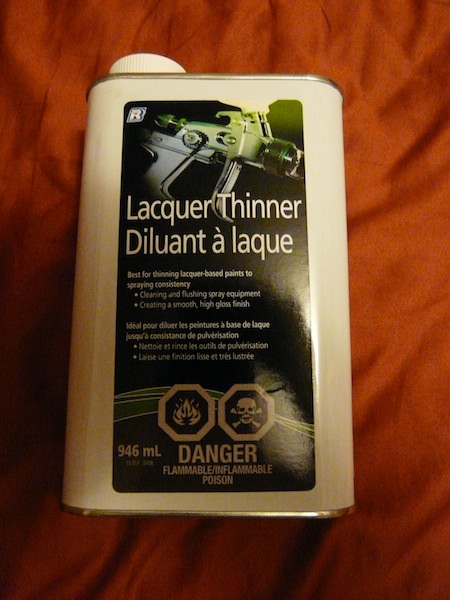 R
Lacquer Thinner
Diluant à laque
Best for thinning lacquer-based paints to
spraying consistency
• Cleaning and flushing spray equipment
• Creating a smooth, high gloss finish
Idéal pour diluer les peintures à base de laque
jusqu'à consistance de pulvérisation
• Nettoie et rince les outils de pulvérisation
• Laisse une finition lisse et très lustrée
946 mL
DANGER
FLAMMABLE/INFLAMMABLE
POISON